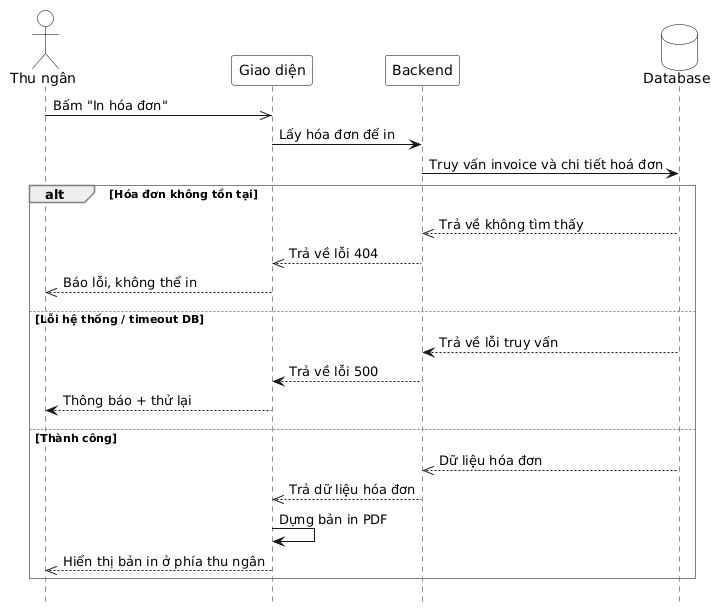 Thu ngân
Giao diện
Backend
Database
Bấm "In hóa đơn"
Lấy hóa đơn để in
Truy vấn invoice và chi tiết hoá đơn
alt
[Hóa đơn không tồn tại]
Trả về không tìm thấy
Trả về lỗi 404
Báo lỗi, không thể in
[Lỗi hệ thống / timeout DB]
Trả về lỗi truy vấn
Trả về lỗi 500
Thông báo + thử lại
[Thành công]
Dữ liệu hóa đơn
Trả dữ liệu hóa đơn
Dựng bản in PDF
Hiển thị bản in ở phía thu ngân